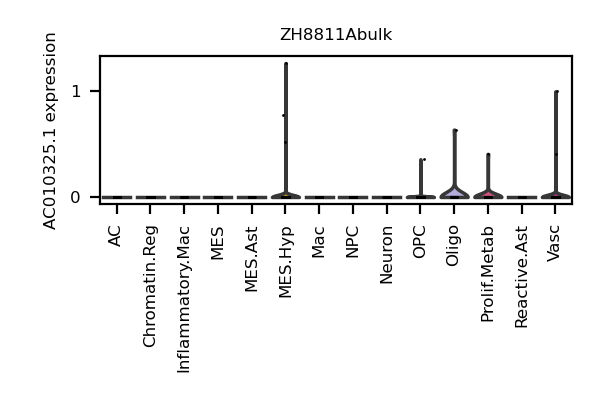 ZH8811Abulk
AC010325.1 expression
1
0
AC
Chromatin.Reg
Inflammatory.Mac
MES
MES.Ast
MES.Hyp
Mac
NPC
Neuron
OPC
Oligo
Prolif.Metab
Reactive.Ast
Vasc